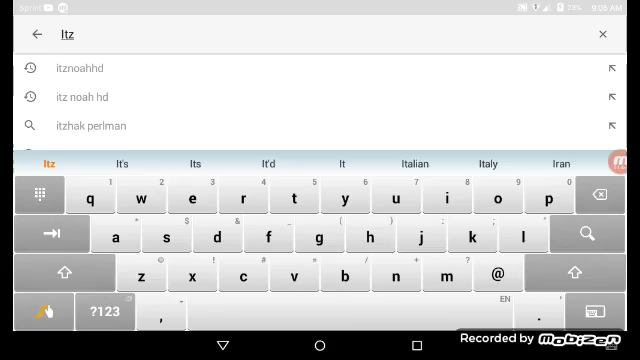 Sprint 73% 9:05 AM
Itz
itznoahhd
itz noah hd
itzhak perlman
Itz It's Its It'd It Italian Italy Iran
1 2 3 4 5 6 7 8 9 0
q w e r t y u i o p
* $ & _ ( ) : ; '
a s d f g h j k l
! # = / +
z x c v b n m @
EN
?123 , .
Recorded by Mobizen